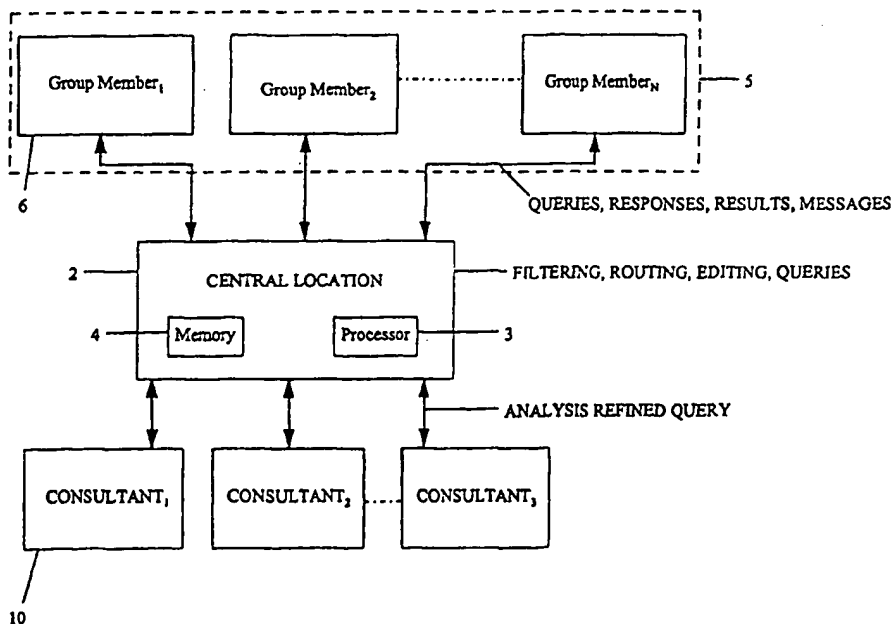 Group Member₁
Group Member₂
Group Member_N
5
6
QUERIES, RESPONSES, RESULTS, MESSAGES
2
CENTRAL LOCATION
FILTERING, ROUTING, EDITING, QUERIES
4
Memory
Processor
3
ANALYSIS REFINED QUERY
CONSULTANT₁
CONSULTANT₂
CONSULTANT₃
10